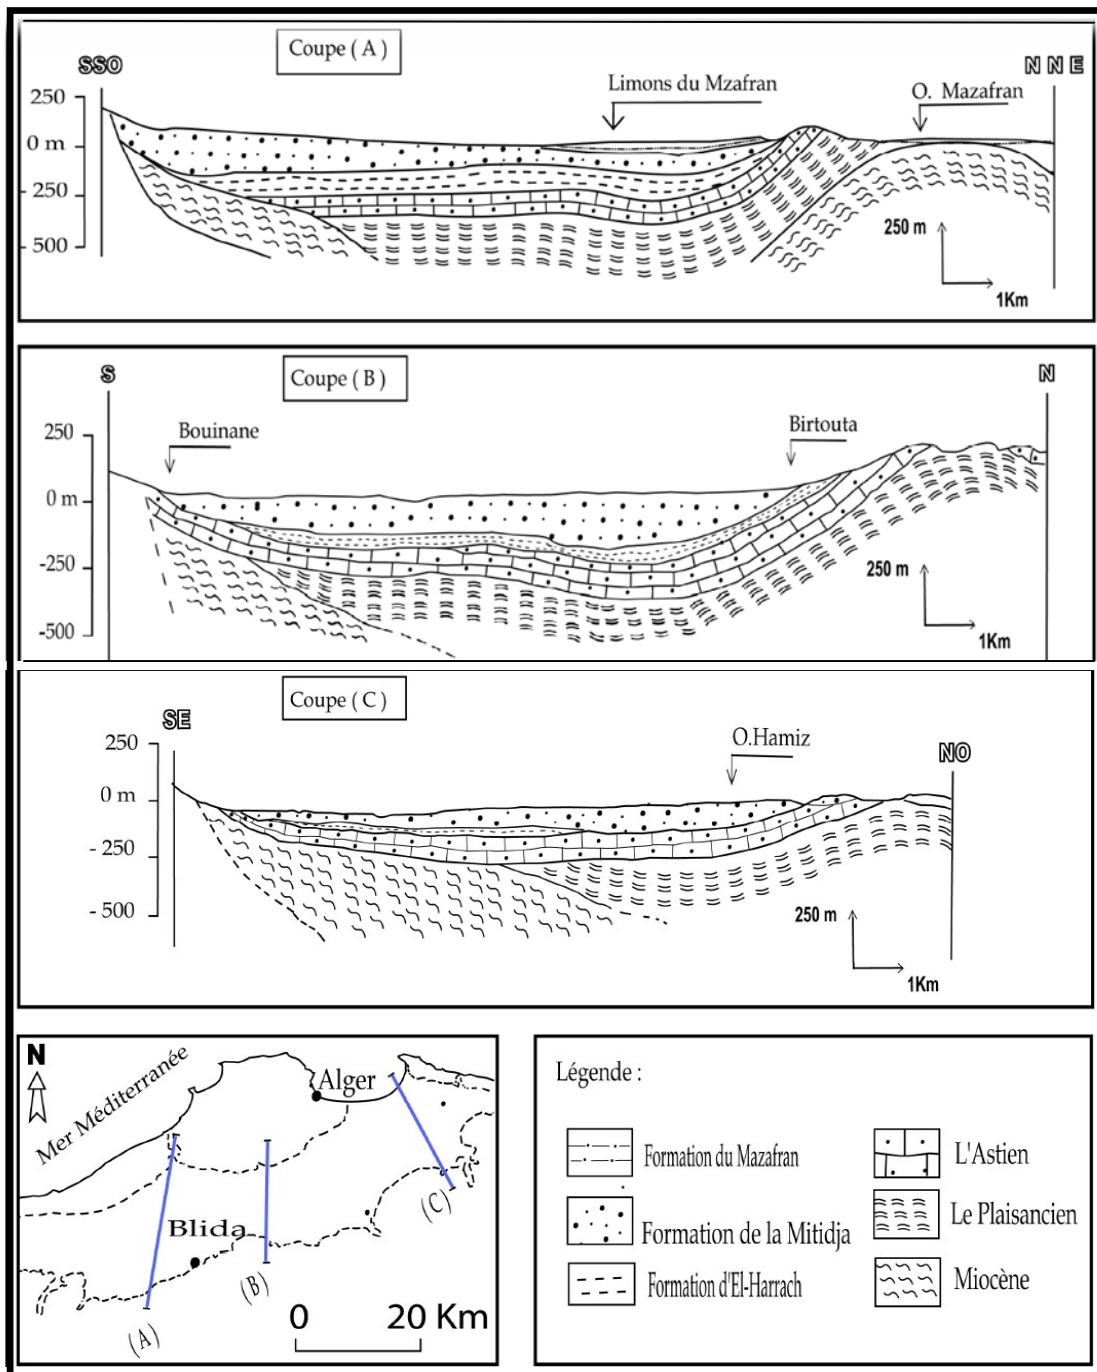 Coupe ( A )
SSO
N N E
Limons du Mzafran
O. Mazafran
250
0 m
- 250
- 500
250 m
1Km
Coupe ( B )
S
N
Bouinane
Birtouta
250
0 m
-250
-500
250 m
1Km
Coupe ( C )
SE
NO
O.Hamiz
250
0 m
- 250
- 500
250 m
1Km
N
Mer Méditerranée
Alger
Blida
(A)
(B)
(C)
0 20 Km
Légende :
Formation du Mazafran
Formation de la Mitidja
Formation d'El-Harrach
L'Astien
Le Plaisancien
Miocène